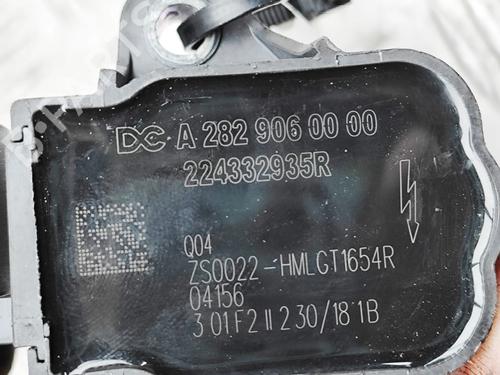 DC A 282 906 00 00
224332935R
Q04
ZS0022-HMLGT1654R
04156
3 01F2 II 2 30/18 1B